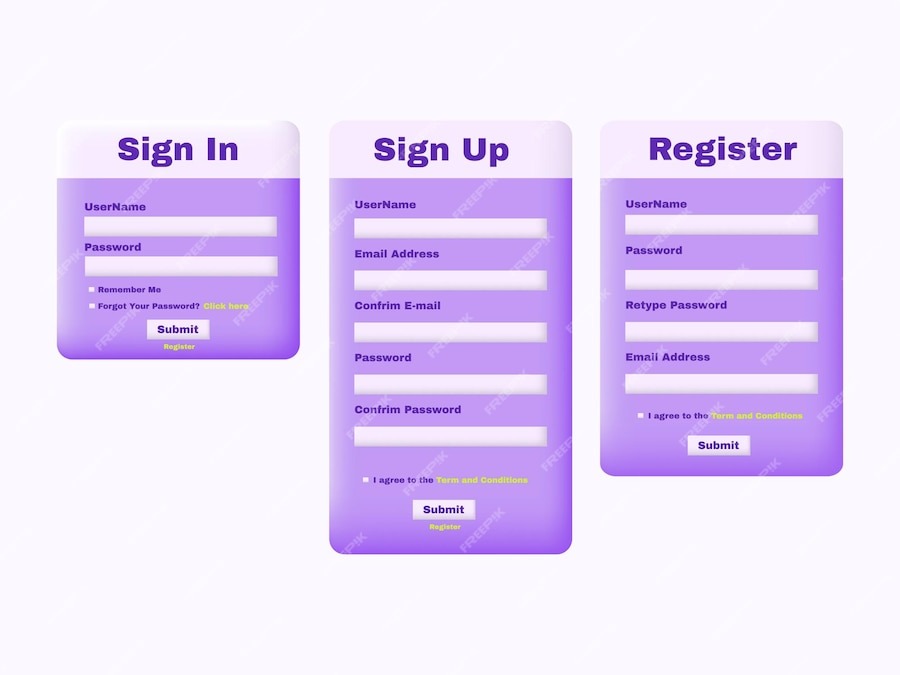 Sign In
UserName
Password
Remember Me
Forgot Your Password? Click here
Submit
Register
Sign Up
UserName
Email Address
Confrim E-mail
Password
Confrim Password
I agree to the Term and Conditions
Submit
Register
Register
UserName
Password
Retype Password
Email Address
I agree to the Term and Conditions
Submit
FREEPIK